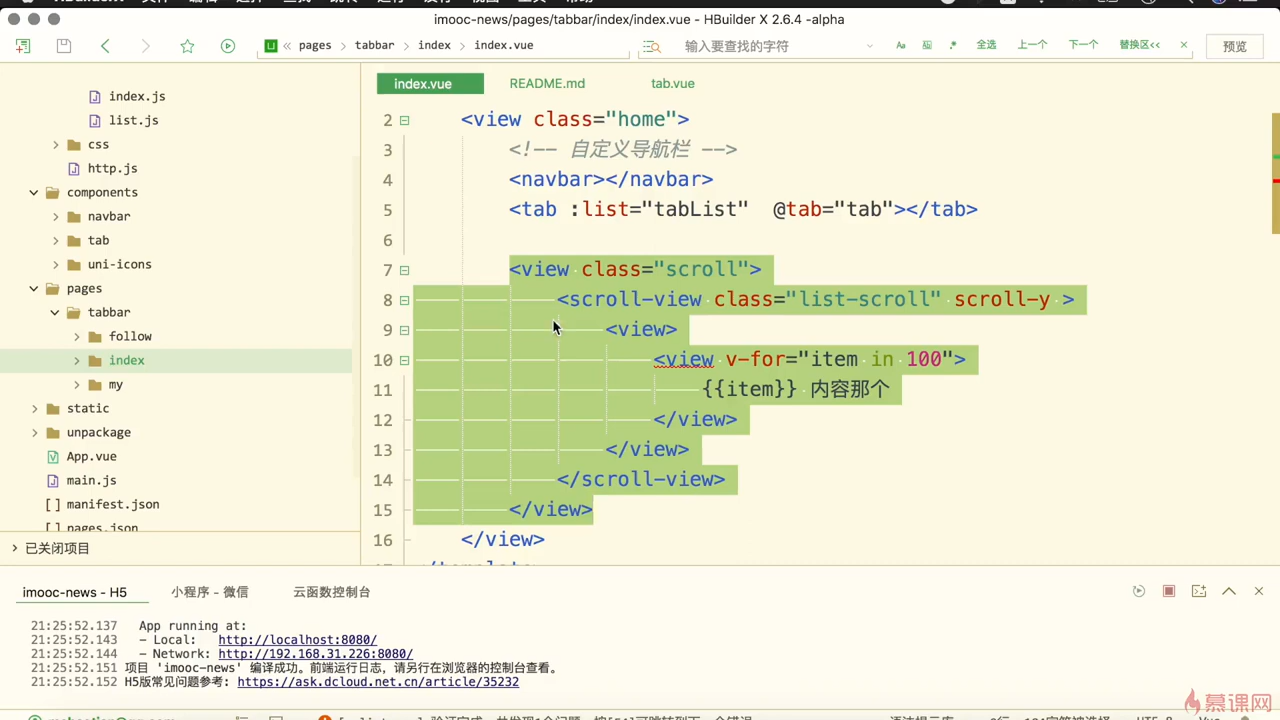 imooc-news/pages/tabbar/index/index.vue - HBuilder X 2.6.4 -alpha
pages tabbar index index.vue 输入要查找的字符 全选 上一个 下一个 替换区<< 预览
index.js
list.js
css
http.js
components
navbar
tab
uni-icons
pages
tabbar
follow
index
my
static
unpackage
App.vue
main.js
manifest.json
pages.json
已关闭项目
index.vue README.md tab.vue
2 <view class="home">
3 <!-- 自定义导航栏 -->
4 <navbar></navbar>
5 <tab :list="tabList"  @tab="tab"></tab>
6
7 <view class="scroll">
8 <scroll-view class="list-scroll" scroll-y >
9 <view>
10 <view v-for="item in 100">
11 {{item}} 内容那个
12 </view>
13 </view>
14 </scroll-view>
15 </view>
16 </view>
imooc-news - H5 小程序 - 微信 云函数控制台
21:25:52.137 App running at:
21:25:52.143 - Local: http://localhost:8080/
21:25:52.144 - Network: http://192.168.31.226:8080/
21:25:52.151 项目 'imooc-news' 编译成功。前端运行日志，请另行在浏览器的控制台查看。
21:25:52.152 H5版常见问题参考: https://ask.dcloud.net.cn/article/35232
慕课网